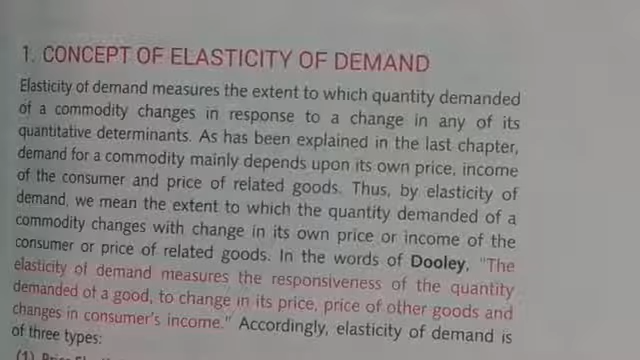 1. CONCEPT OF ELASTICITY OF DEMAND
Elasticity of demand measures the extent to which quantity demanded
of a commodity changes in response to a change in any of its
quantitative determinants. As has been explained in the last chapter,
demand for a commodity mainly depends upon its own price, income
of the consumer and price of related goods. Thus, by elasticity of
demand, we mean the extent to which the quantity demanded of a
commodity changes with change in its own price or income of the
consumer or price of related goods. In the words of Dooley, "The
elasticity of demand measures the responsiveness of the quantity
demanded of a good, to change in its price, price of other goods and
changes in consumer's income." Accordingly, elasticity of demand is
of three types:
(1) Price